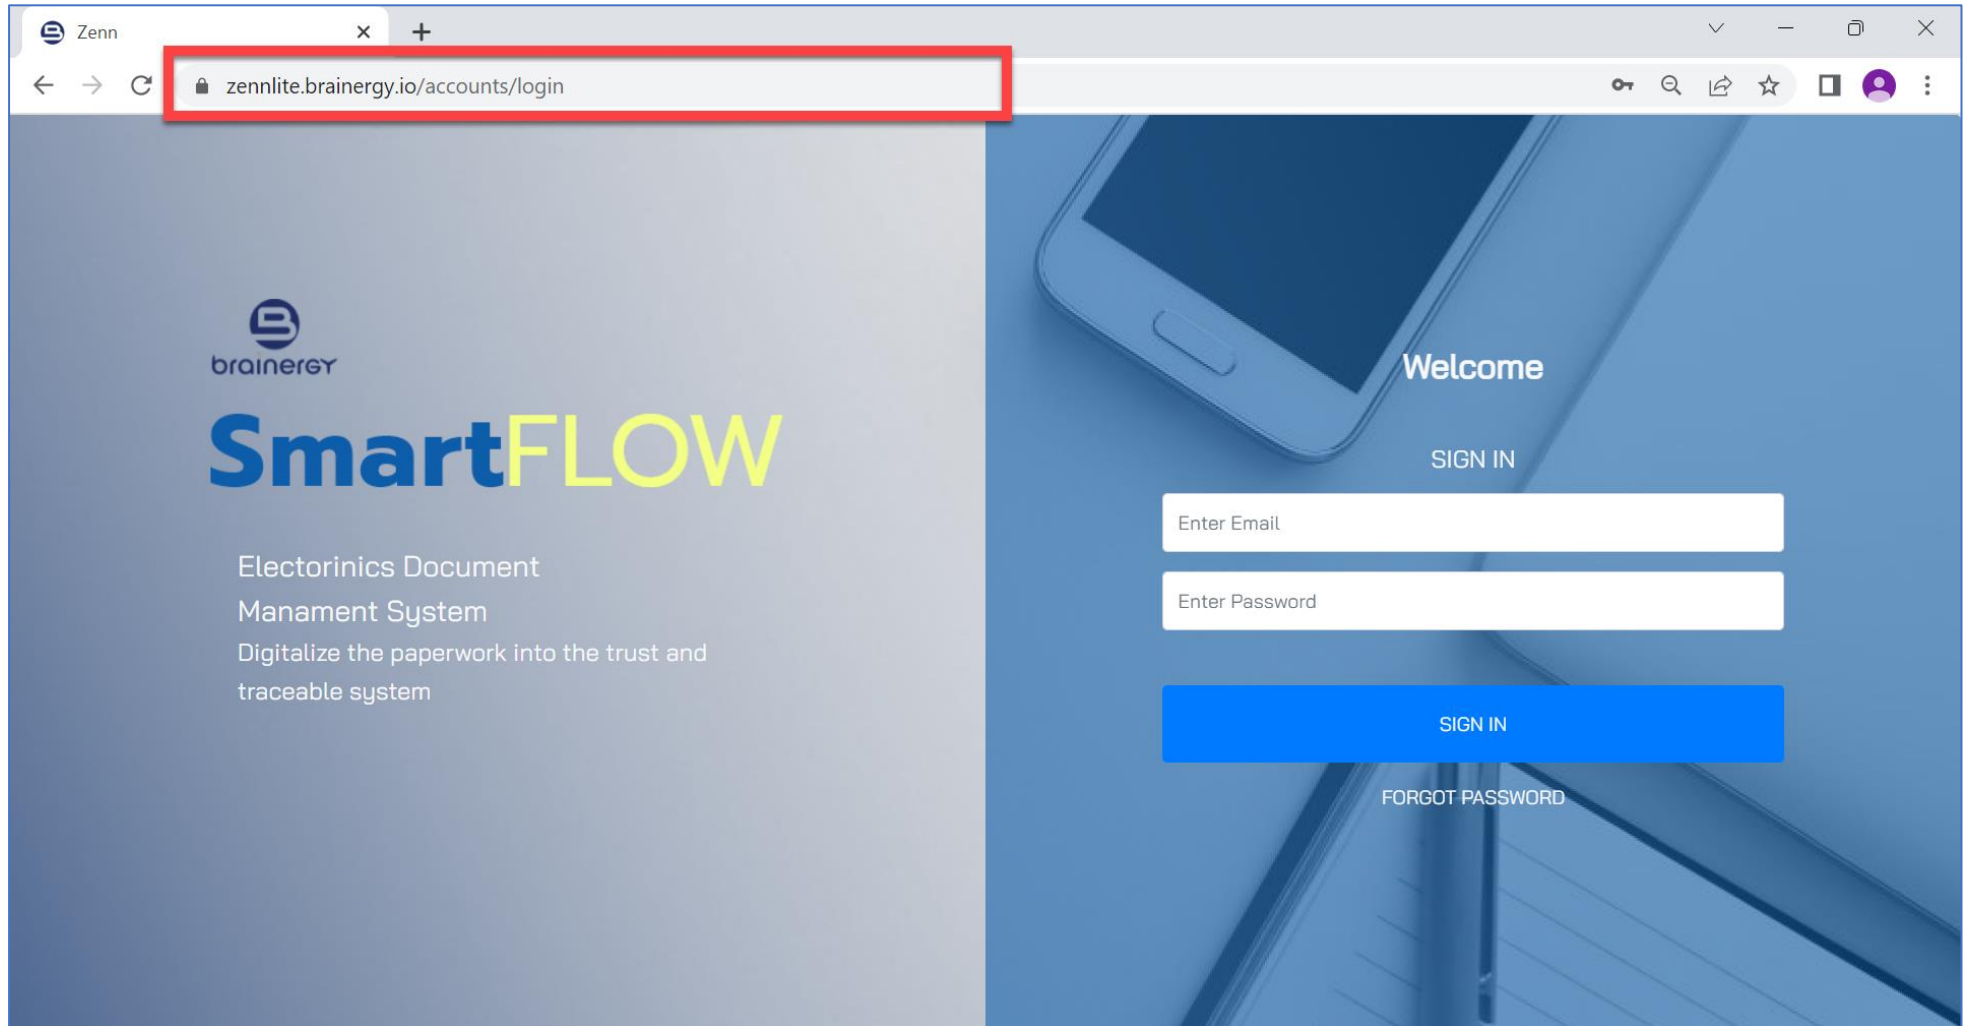 Zenn
zennlite.brainergy.io/accounts/login
brainergy
SmartFLOW
Electorinics Document
Manament System
Digitalize the paperwork into the trust and
traceable system
Welcome
SIGN IN
Enter Email
Enter Password
SIGN IN
FORGOT PASSWORD